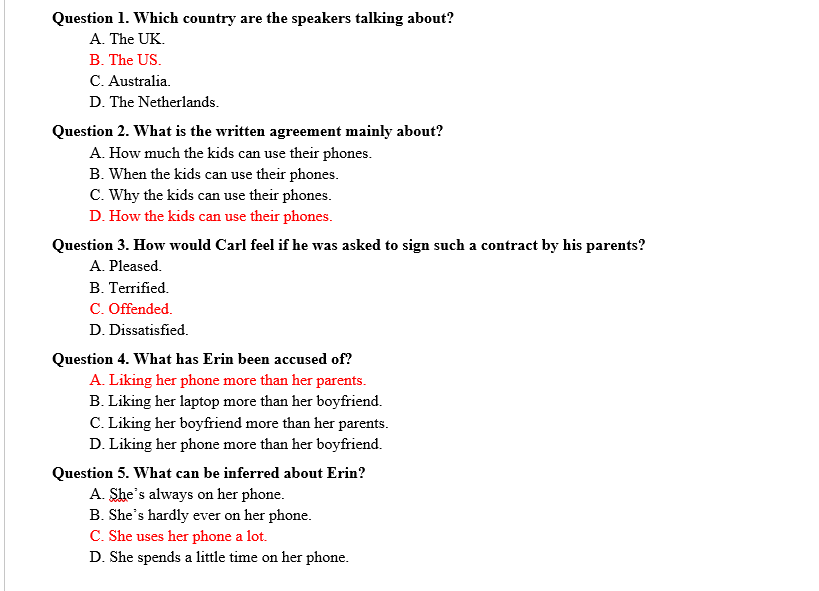 Question 1. Which country are the speakers talking about?
A. The UK.
B. The US.
C. Australia.
D. The Netherlands.
Question 2. What is the written agreement mainly about?
A. How much the kids can use their phones.
B. When the kids can use their phones.
C. Why the kids can use their phones.
D. How the kids can use their phones.
Question 3. How would Carl feel if he was asked to sign such a contract by his parents?
A. Pleased.
B. Terrified.
C. Offended.
D. Dissatisfied.
Question 4. What has Erin been accused of?
A. Liking her phone more than her parents.
B. Liking her laptop more than her boyfriend.
C. Liking her boyfriend more than her parents.
D. Liking her phone more than her boyfriend.
Question 5. What can be inferred about Erin?
A. She's always on her phone.
B. She's hardly ever on her phone.
C. She uses her phone a lot.
D. She spends a little time on her phone.